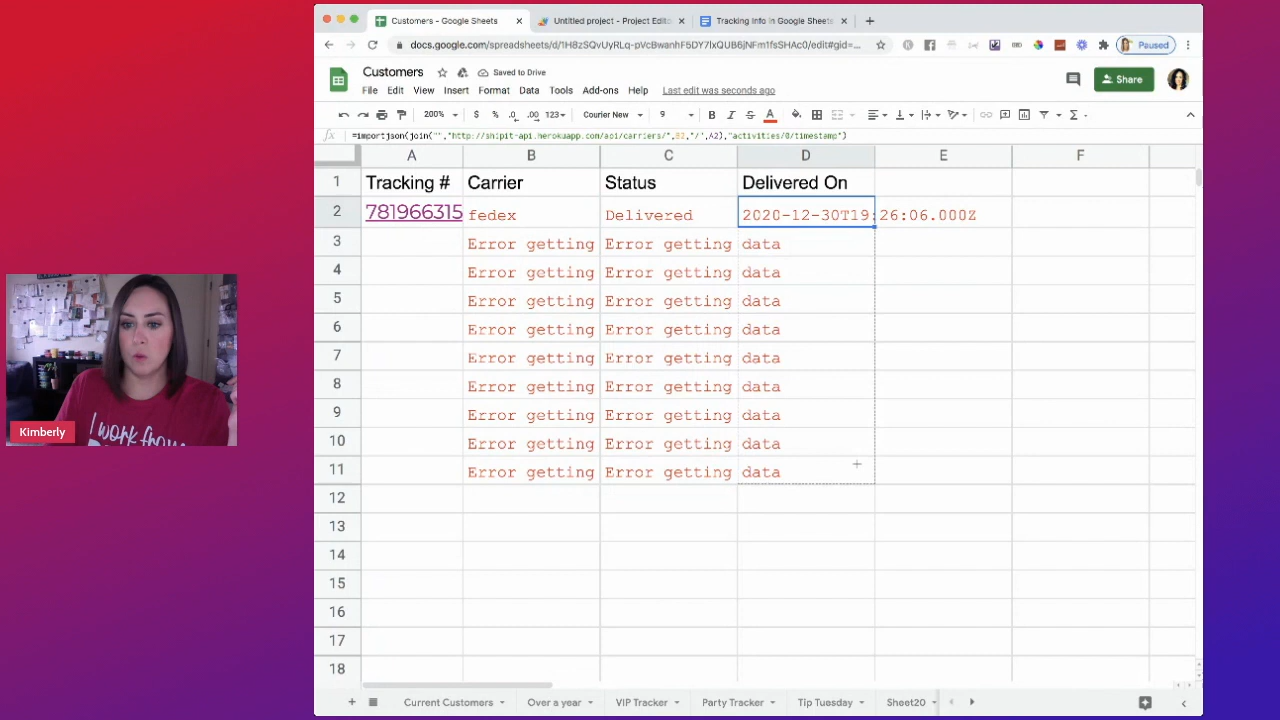 Customers - Google Sheets
Untitled project - Project Editor
Tracking Info in Google Sheets
docs.google.com/spreadsheets/d/1H8zSQvUyRLq-pVcBwanhF5DY7lxQUB6jNFm1fsSHAc0/edit#gid=...
Paused
Customers
Saved to Drive
Share
File Edit View Insert Format Data Tools Add-ons Help Last edit was seconds ago
200% $ % .0 .00 123 Courier New 9 B I S A
fx =importjson(join("","http://shipit-api.herokuapp.com/api/carriers/",B2,"/",A2),"activities/0/timestamp")
A B C D E F
1 Tracking # Carrier Status Delivered On
2 781966315 fedex Delivered 2020-12-30T19:26:06.000Z
3 Error getting Error getting data
4 Error getting Error getting data
5 Error getting Error getting data
6 Error getting Error getting data
7 Error getting Error getting data
8 Error getting Error getting data
9 Error getting Error getting data
10 Error getting Error getting data
11 Error getting Error getting data
12
13
14
15
16
17
18
I work from
Kimberly
Current Customers Over a year VIP Tracker Party Tracker Tip Tuesday Sheet20